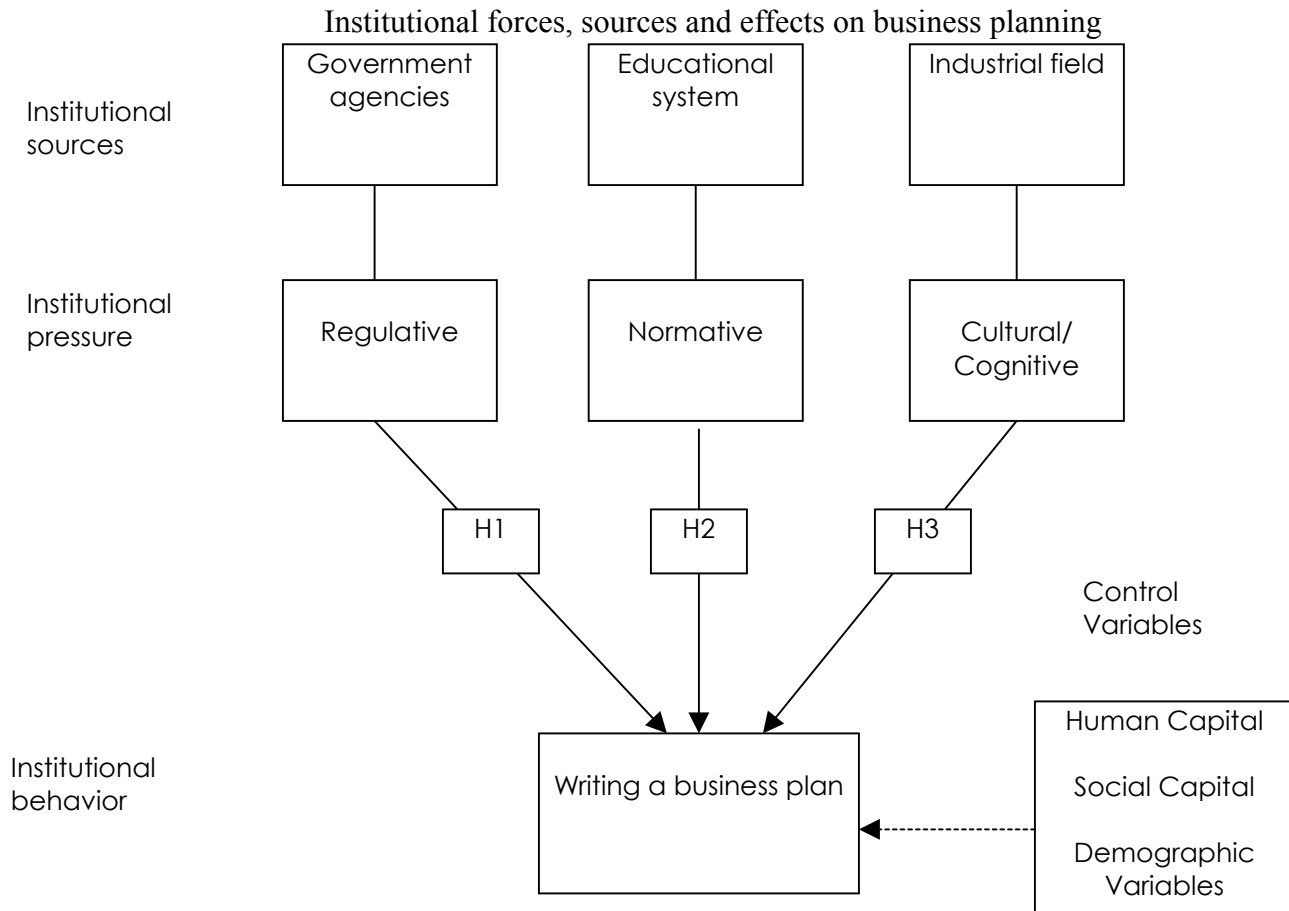 Institutional forces, sources and effects on business planning
Institutional
sources
Government
agencies
Educational
system
Industrial field
Institutional
pressure
Regulative
Normative
Cultural/
Cognitive
H1
H2
H3
Control
Variables
Institutional
behavior
Writing a business plan
Human Capital
Social Capital
Demographic
Variables